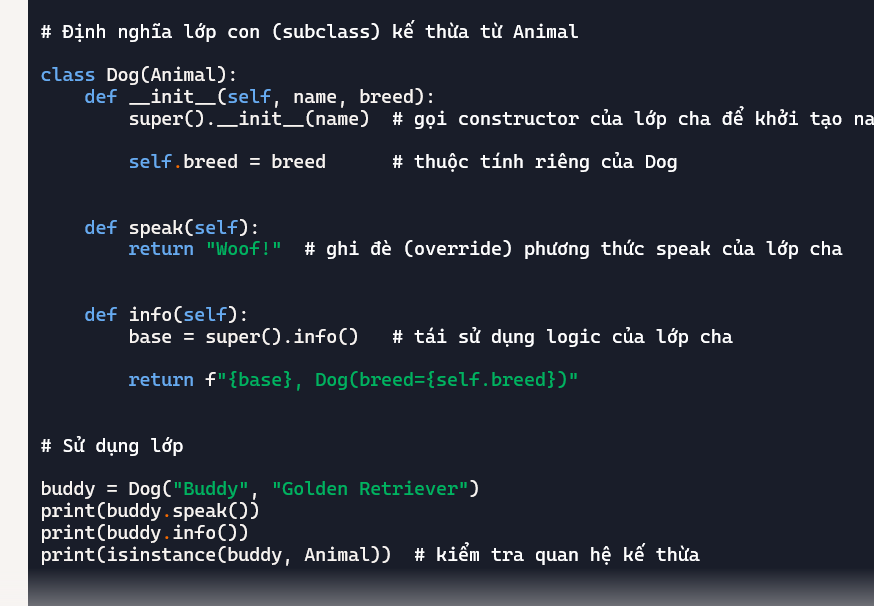 # Định nghĩa lớp con (subclass) kế thừa từ Animal
class Dog(Animal):
    def __init__(self, name, breed):
        super().__init__(name)  # gọi constructor của lớp cha để khởi tạo na
        self.breed = breed      # thuộc tính riêng của Dog
    def speak(self):
        return "Woof!"  # ghi đè (override) phương thức speak của lớp cha
    def info(self):
        base = super().info()   # tái sử dụng logic của lớp cha
        return f"{base}, Dog(breed={self.breed})"
# Sử dụng lớp
buddy = Dog("Buddy", "Golden Retriever")
print(buddy.speak())
print(buddy.info())
print(isinstance(buddy, Animal))  # kiểm tra quan hệ kế thừa